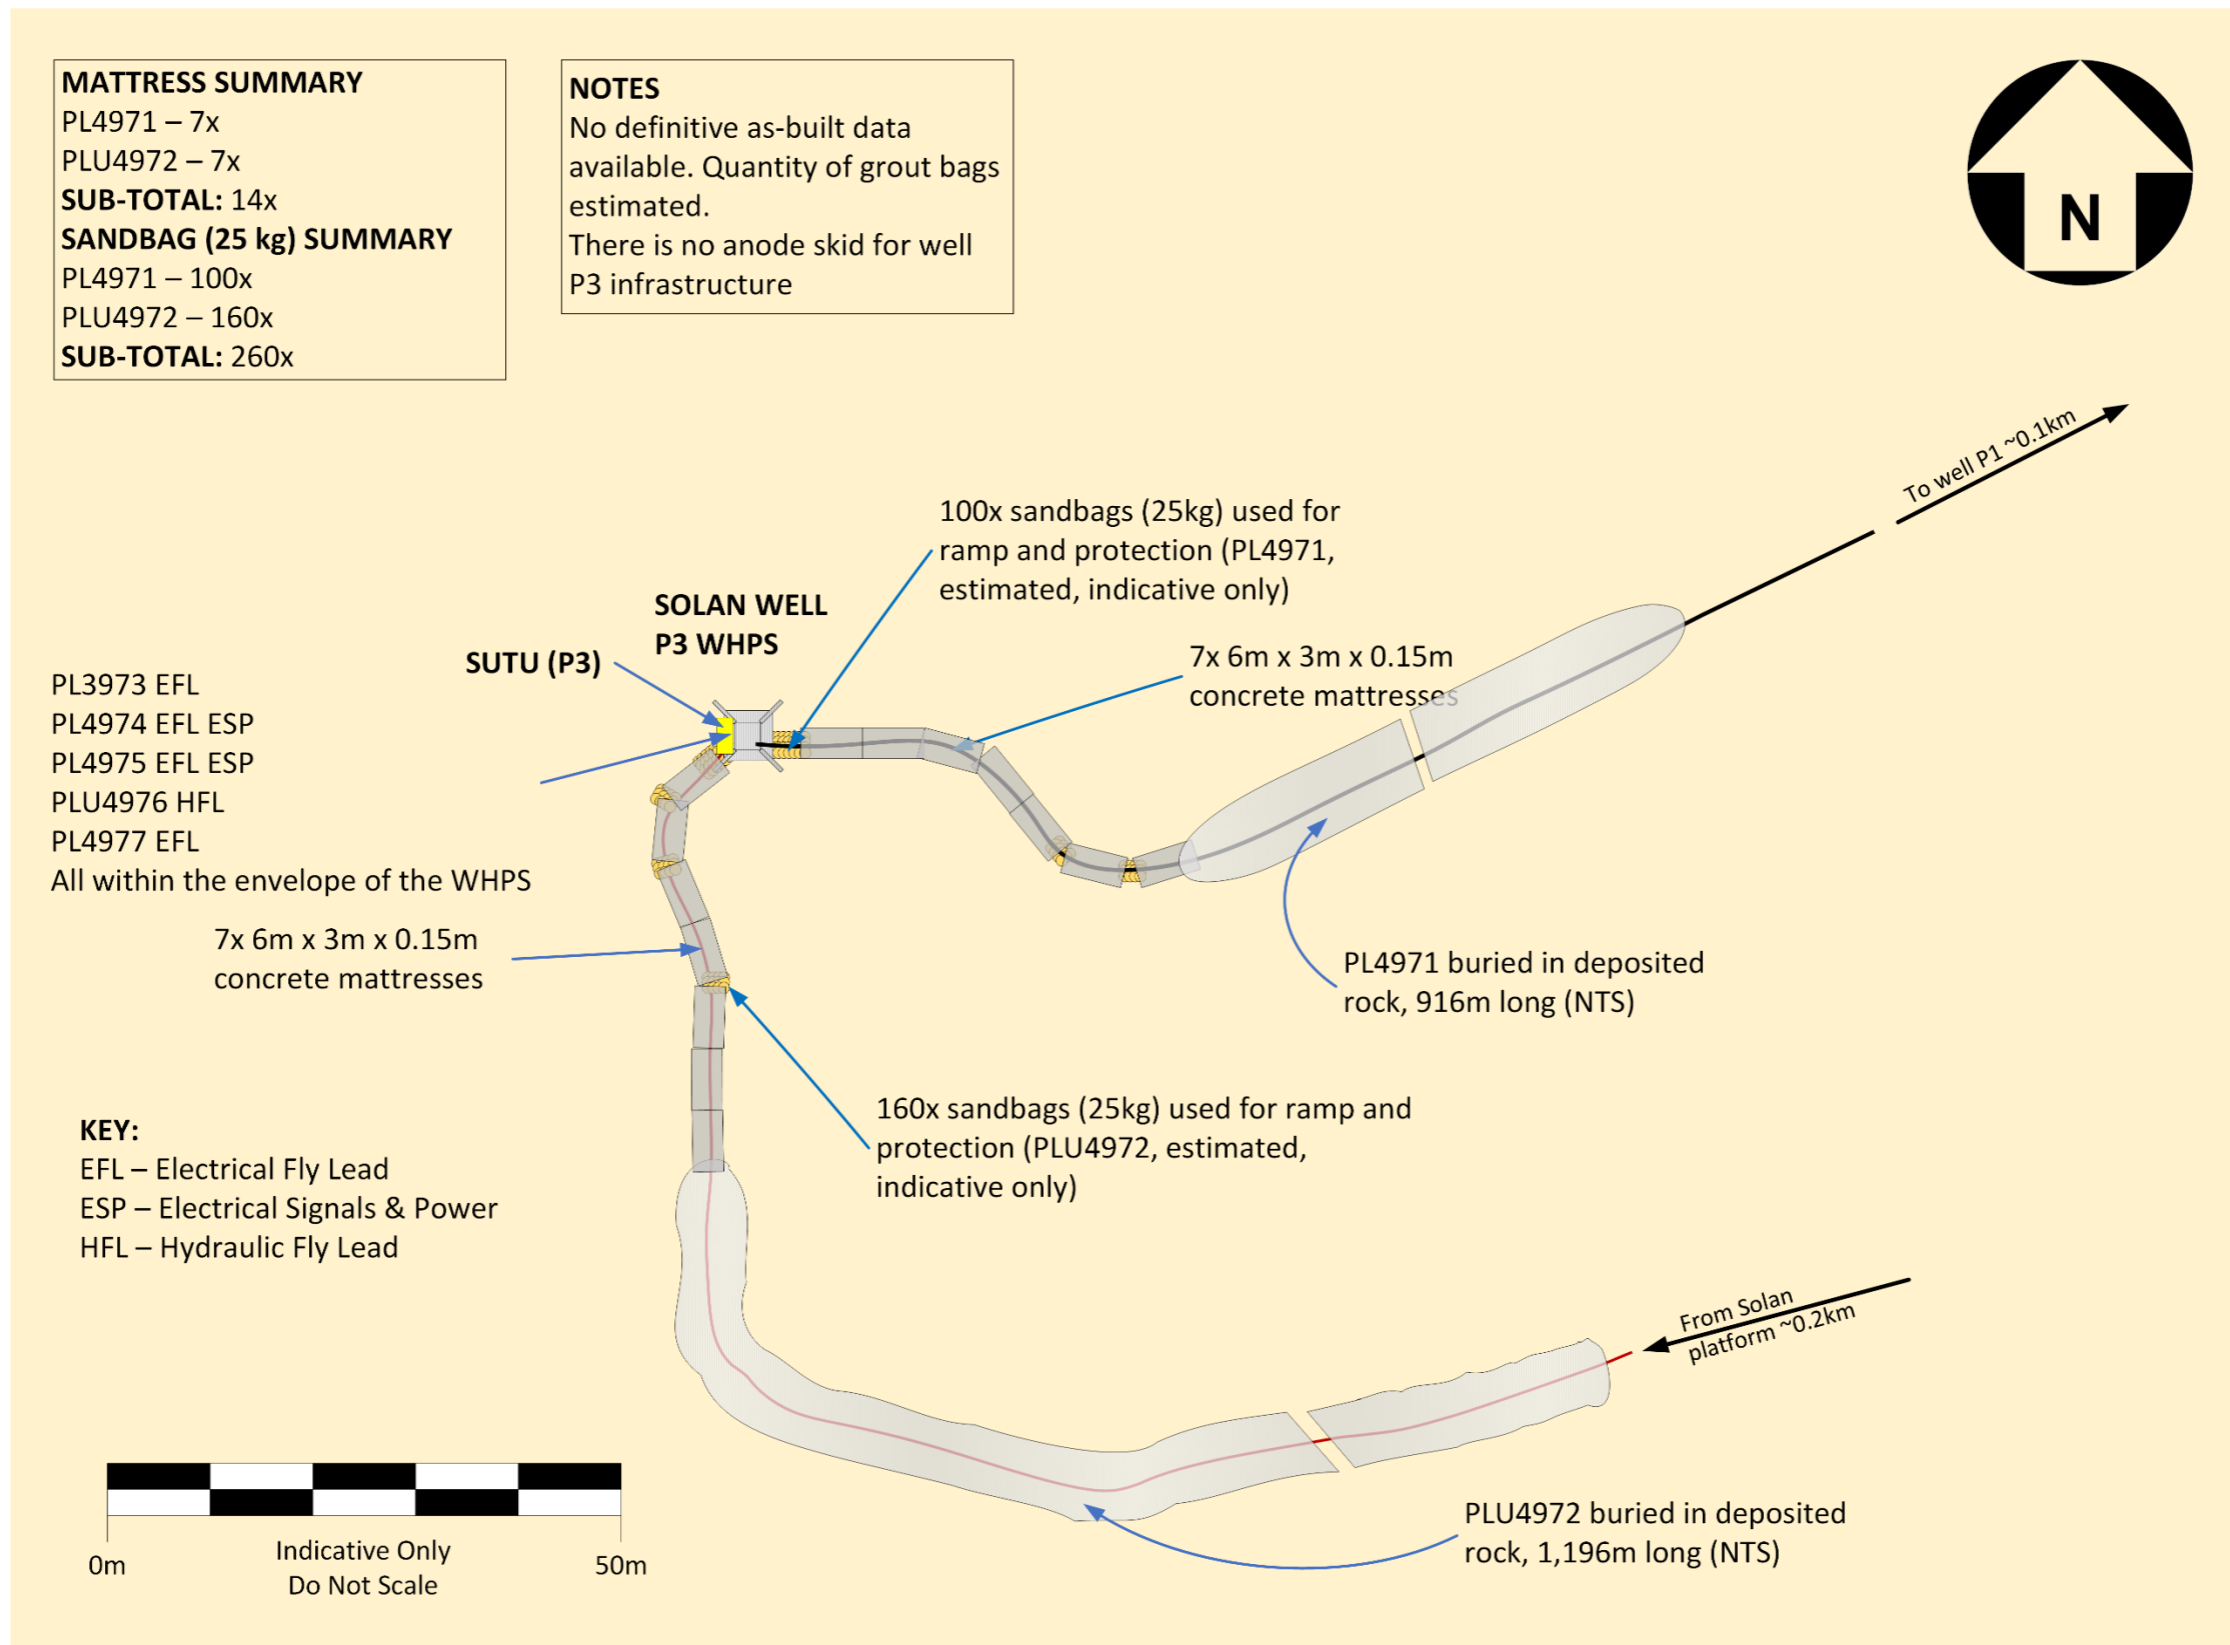 MATTRESS SUMMARY
PL4971 – 7x
PLU4972 – 7x
SUB-TOTAL: 14x
SANDBAG (25 kg) SUMMARY
PL4971 – 100x
PLU4972 – 160x
SUB-TOTAL: 260x
NOTES
No definitive as-built data
available. Quantity of grout bags
estimated.
There is no anode skid for well
P3 infrastructure
N
To well P1 ~0.1km
100x sandbags (25kg) used for
ramp and protection (PL4971,
estimated, indicative only)
SOLAN WELL
P3 WHPS
SUTU (P3)
7x 6m x 3m x 0.15m
concrete mattresses
PL3973 EFL
PL4974 EFL ESP
PL4975 EFL ESP
PLU4976 HFL
PL4977 EFL
All within the envelope of the WHPS
7x 6m x 3m x 0.15m
concrete mattresses
PL4971 buried in deposited
rock, 916m long (NTS)
160x sandbags (25kg) used for ramp and
protection (PLU4972, estimated,
indicative only)
KEY:
EFL – Electrical Fly Lead
ESP – Electrical Signals & Power
HFL – Hydraulic Fly Lead
From Solan
platform ~0.2km
PLU4972 buried in deposited
rock, 1,196m long (NTS)
0m
Indicative Only
Do Not Scale
50m